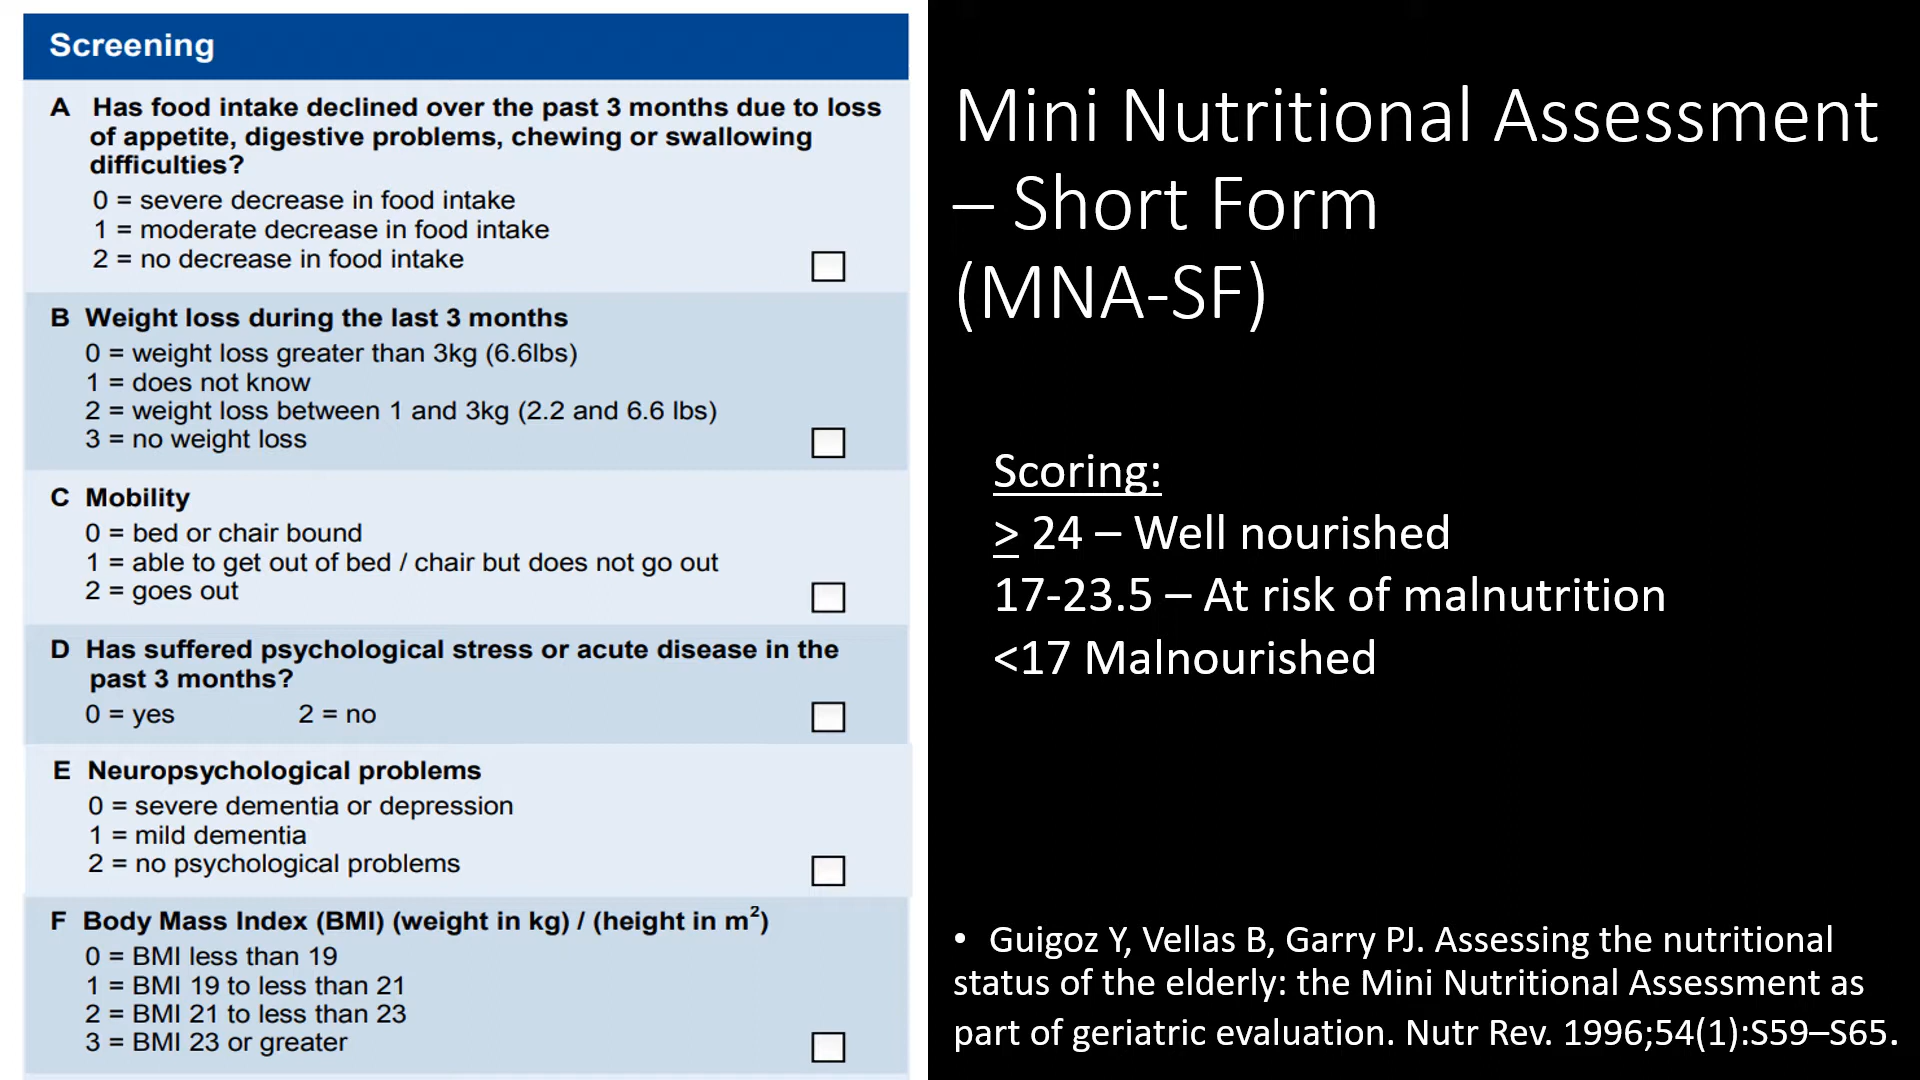 Screening
A Has food intake declined over the past 3 months due to loss
of appetite, digestive problems, chewing or swallowing
difficulties?
0 = severe decrease in food intake
1 = moderate decrease in food intake
2 = no decrease in food intake
B Weight loss during the last 3 months
0 = weight loss greater than 3kg (6.6lbs)
1 = does not know
2 = weight loss between 1 and 3kg (2.2 and 6.6 lbs)
3 = no weight loss
C Mobility
0 = bed or chair bound
1 = able to get out of bed / chair but does not go out
2 = goes out
D Has suffered psychological stress or acute disease in the
past 3 months?
0 = yes 2 = no
E Neuropsychological problems
0 = severe dementia or depression
1 = mild dementia
2 = no psychological problems
F Body Mass Index (BMI) (weight in kg) / (height in m²)
0 = BMI less than 19
1 = BMI 19 to less than 21
2 = BMI 21 to less than 23
3 = BMI 23 or greater
Mini Nutritional Assessment
– Short Form
(MNA-SF)
Scoring:
≥ 24 – Well nourished
17-23.5 – At risk of malnutrition
<17 Malnourished
• Guigoz Y, Vellas B, Garry PJ. Assessing the nutritional
status of the elderly: the Mini Nutritional Assessment as
part of geriatric evaluation. Nutr Rev. 1996;54(1):S59–S65.